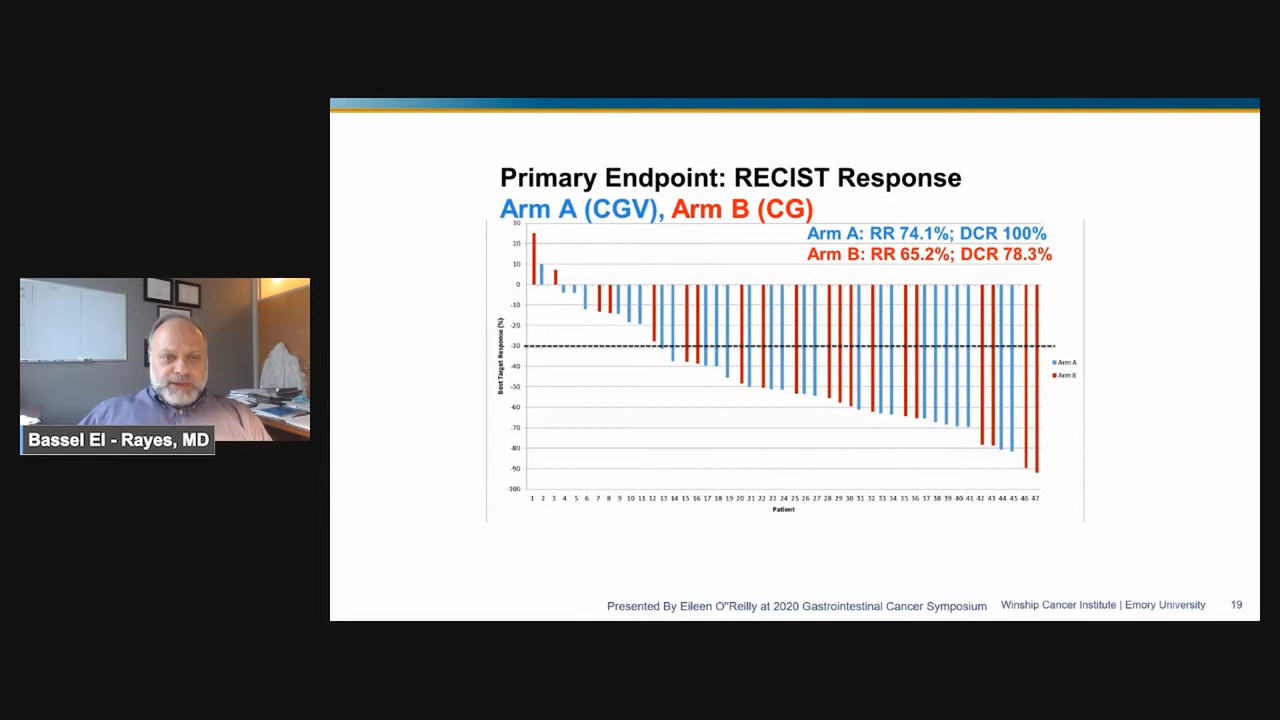 Primary Endpoint: RECIST Response
Arm A (CGV), Arm B (CG)
Arm A: RR 74.1%; DCR 100%
Arm B: RR 65.2%; DCR 78.3%
30
20
10
0
-10
-20
-30
-40
-50
-60
-70
-80
-90
-100
Best Target Response (%)
Arm A
Arm B
1 2 3 4 5 6 7 8 9 10 11 12 13 14 15 16 17 18 19 20 21 22 23 24 25 26 27 28 29 30 31 32 33 34 35 36 37 38 39 40 41 42 43 44 45 46 47
Patient
Bassel El - Rayes, MD
Presented By Eileen O"Reilly at 2020 Gastrointestinal Cancer Symposium
Winship Cancer Institute | Emory University
19